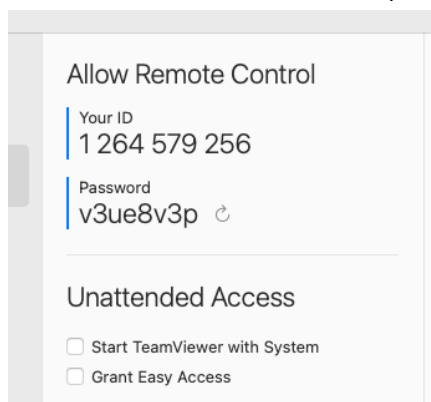 Allow Remote Control
Your ID
1 264 579 256
Password
v3ue8v3p
Unattended Access
Start TeamViewer with System
Grant Easy Access